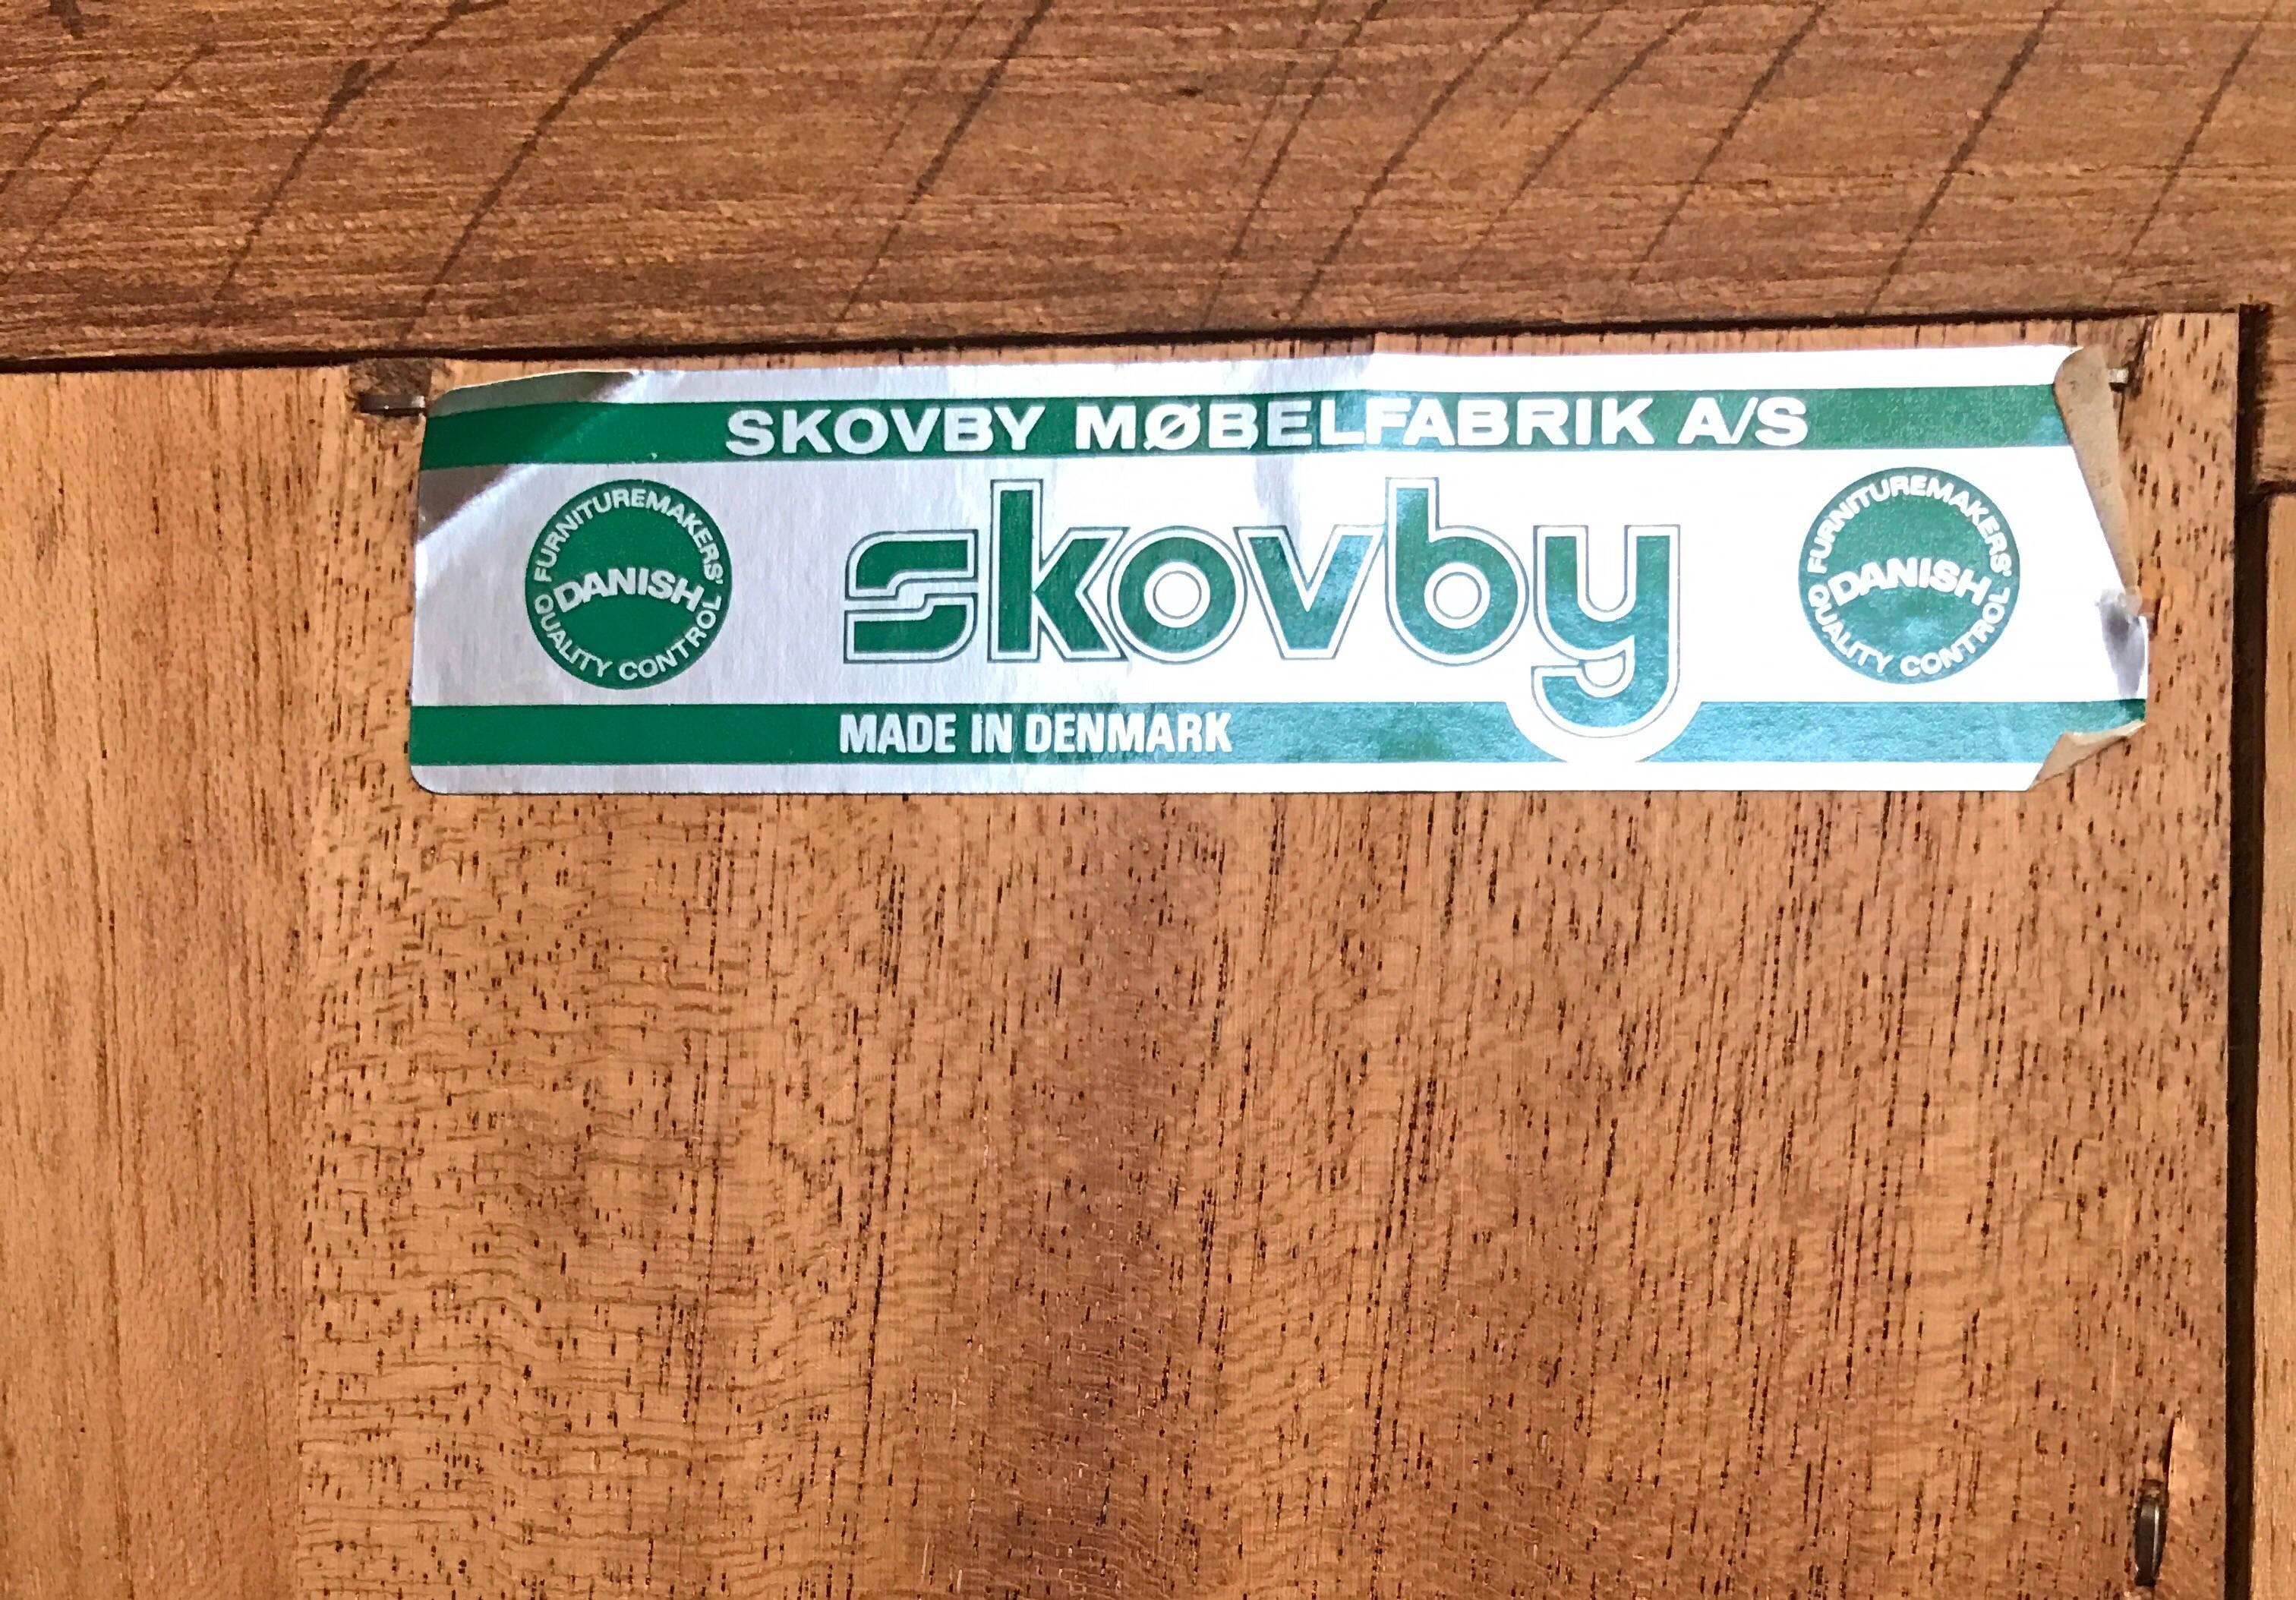 SKOVBY MØBELFABRIK A/S
FURNITUREMAKERS'
DANISH
QUALITY CONTROL
skovby
FURNITUREMAKERS'
DANISH
QUALITY CONTROL
MADE IN DENMARK